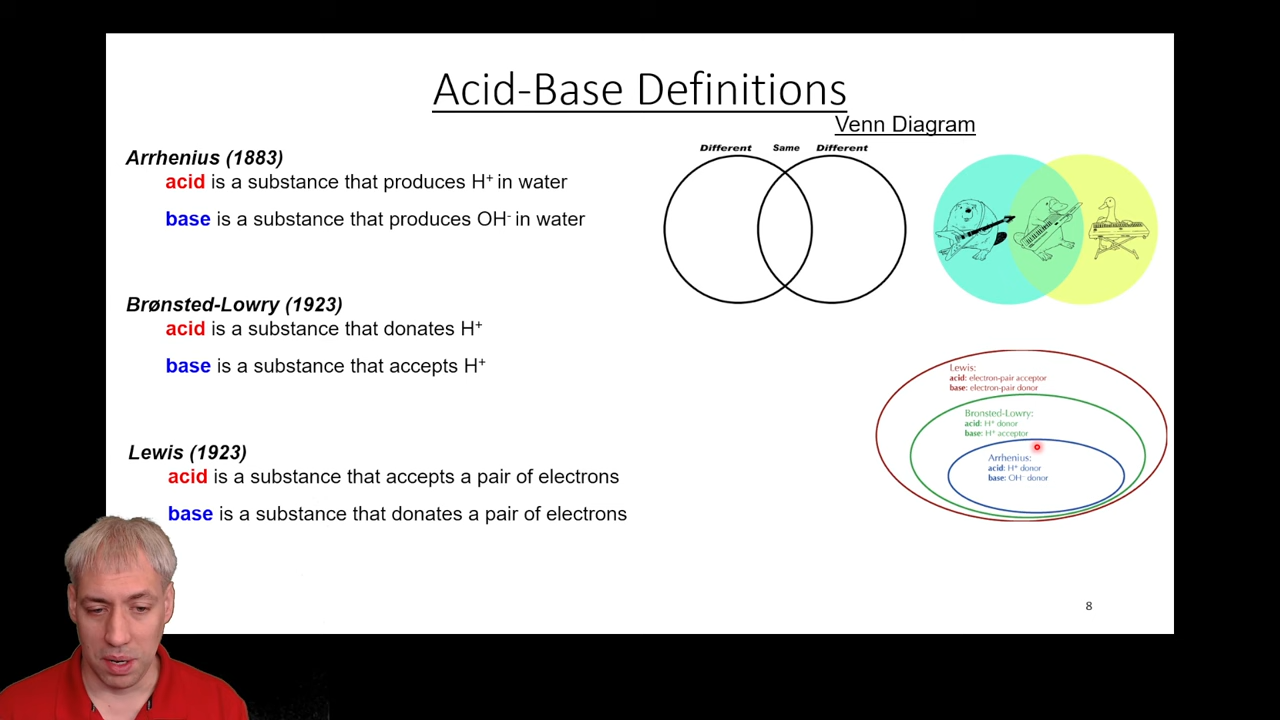 Acid-Base Definitions
Venn Diagram
Arrhenius (1883)
acid is a substance that produces H⁺ in water
base is a substance that produces OH⁻ in water
Brønsted-Lowry (1923)
acid is a substance that donates H⁺
base is a substance that accepts H⁺
Lewis (1923)
acid is a substance that accepts a pair of electrons
base is a substance that donates a pair of electrons
Different Same Different
Lewis:
acid: electron-pair acceptor
base: electron-pair donor
Bronsted-Lowry:
acid: H⁺ donor
base: H⁺ acceptor
Arrhenius:
acid: H⁺ donor
base: OH⁻ donor
8